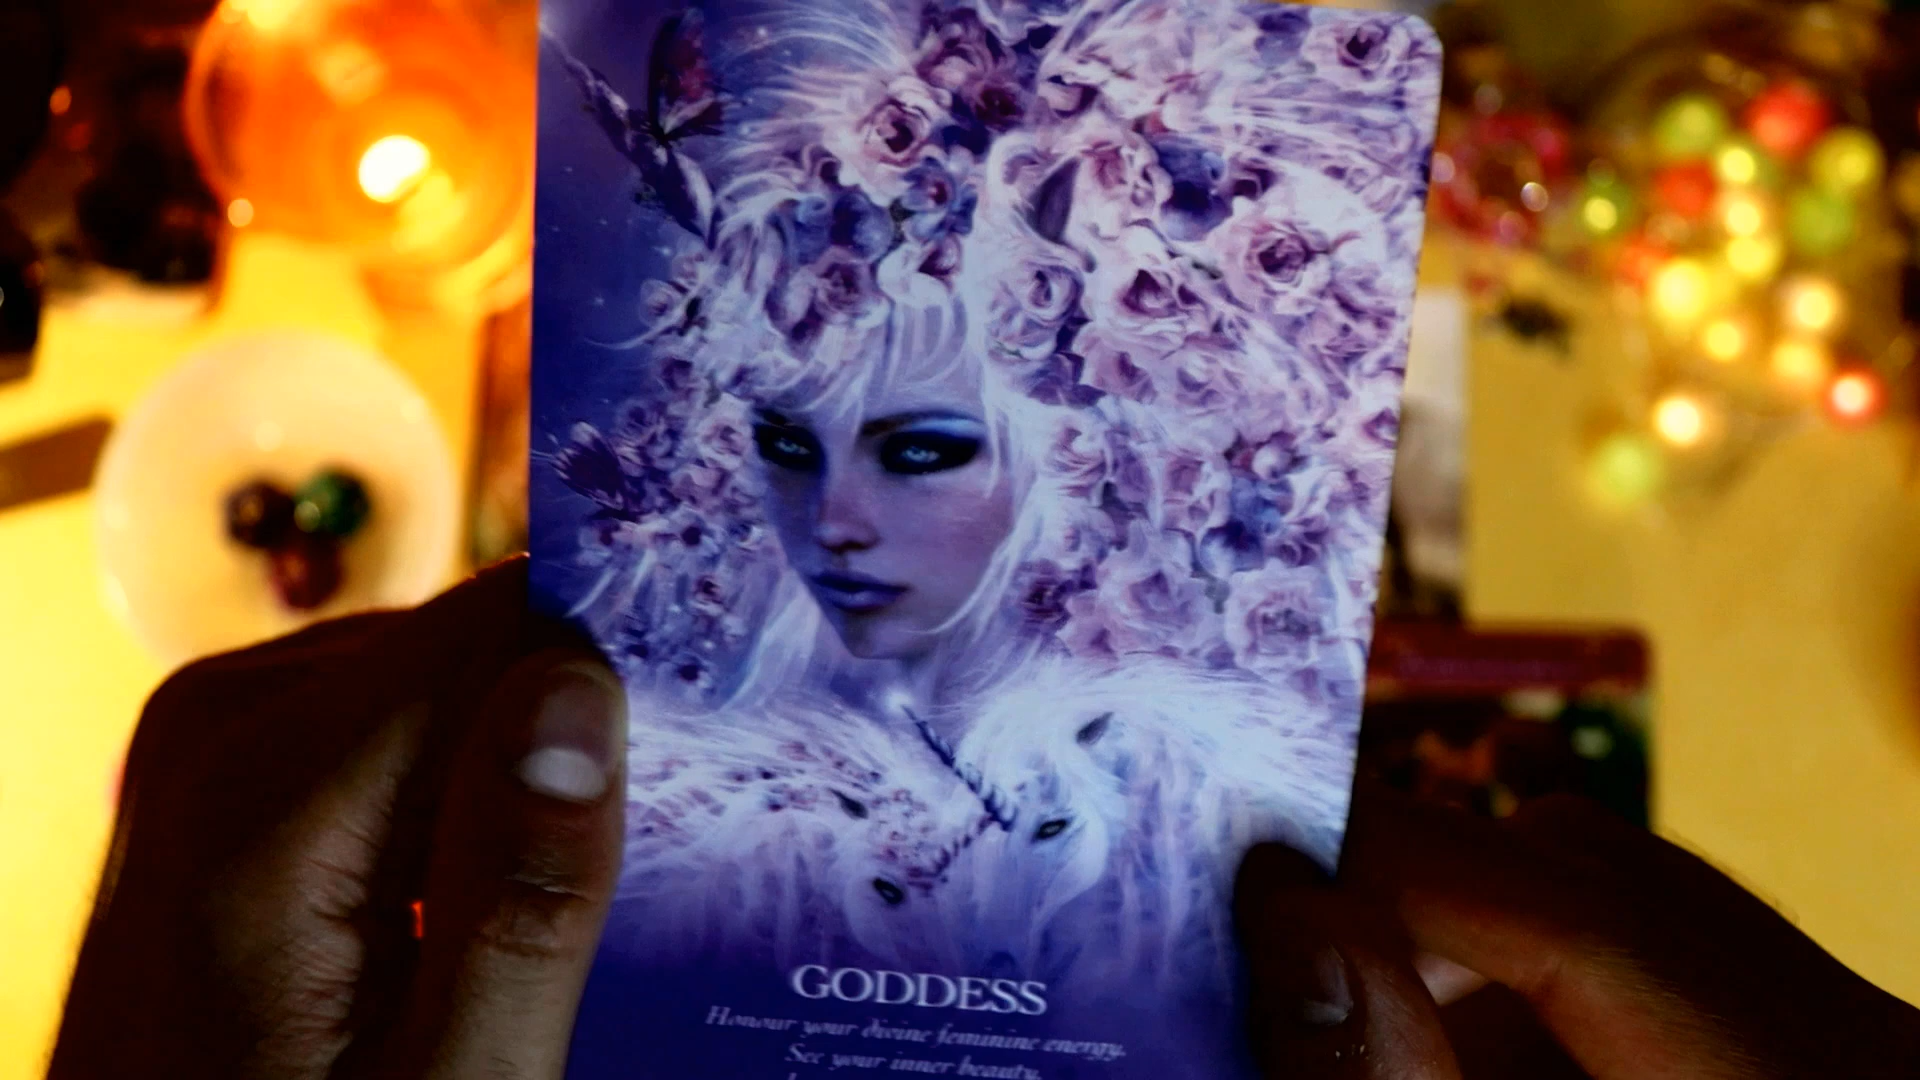 GODDESS
Honour your divine feminine energy.
See your inner beauty.